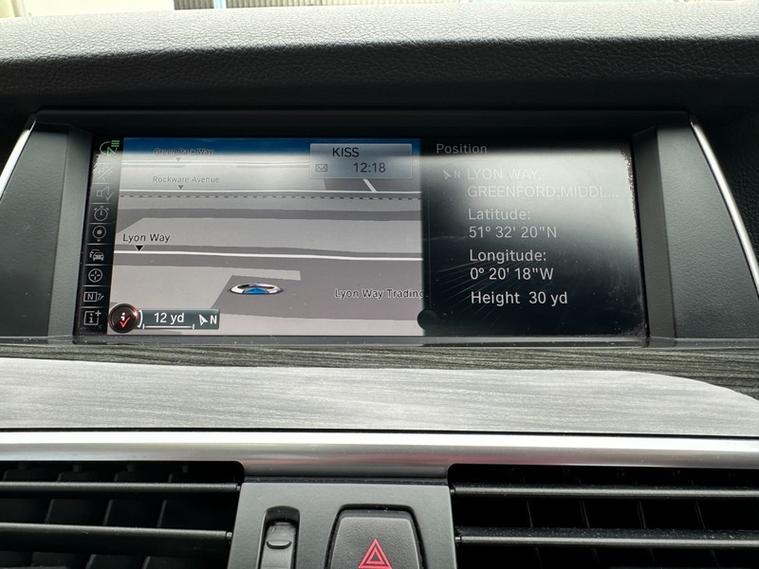 KISS
12:18
Rockware Avenue
Lyon Way
Lyon Way Trading
12 yd
N
Position
N LYON WAY,
GREENFORD,MIDDL...
Latitude:
51° 32' 20"N
Longitude:
0° 20' 18"W
Height 30 yd
N
i+